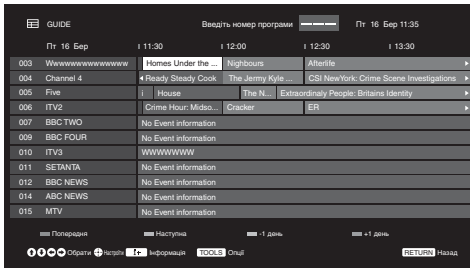 GUIDE Введіть номер програми Пт 16 Бер 11:35
Пт 16 Бер 11:30 12:00 12:30 13:30
003 Wwwwwwwwwwwwww Homes Under the ... Nighbours Afterlife
004 Channel 4 Ready Steady Cook The Jermy Kyle ... CSI NewYork: Crime Scene Investigations
005 Five i House The N... Extraordinaly People: Britains Identity
006 ITV2 Crime Hour: Midso... Cracker ER
007 BBC TWO No Event information
009 BBC FOUR No Event information
010 ITV3 WWWWWWW
011 SETANTA No Event information
012 BBC NEWS No Event information
014 ABC NEWS No Event information
015 MTV No Event information
Попередня Наступна -1 день +1 день
Обрати Настройти i+ Інформація TOOLS Опції RETURN Назад